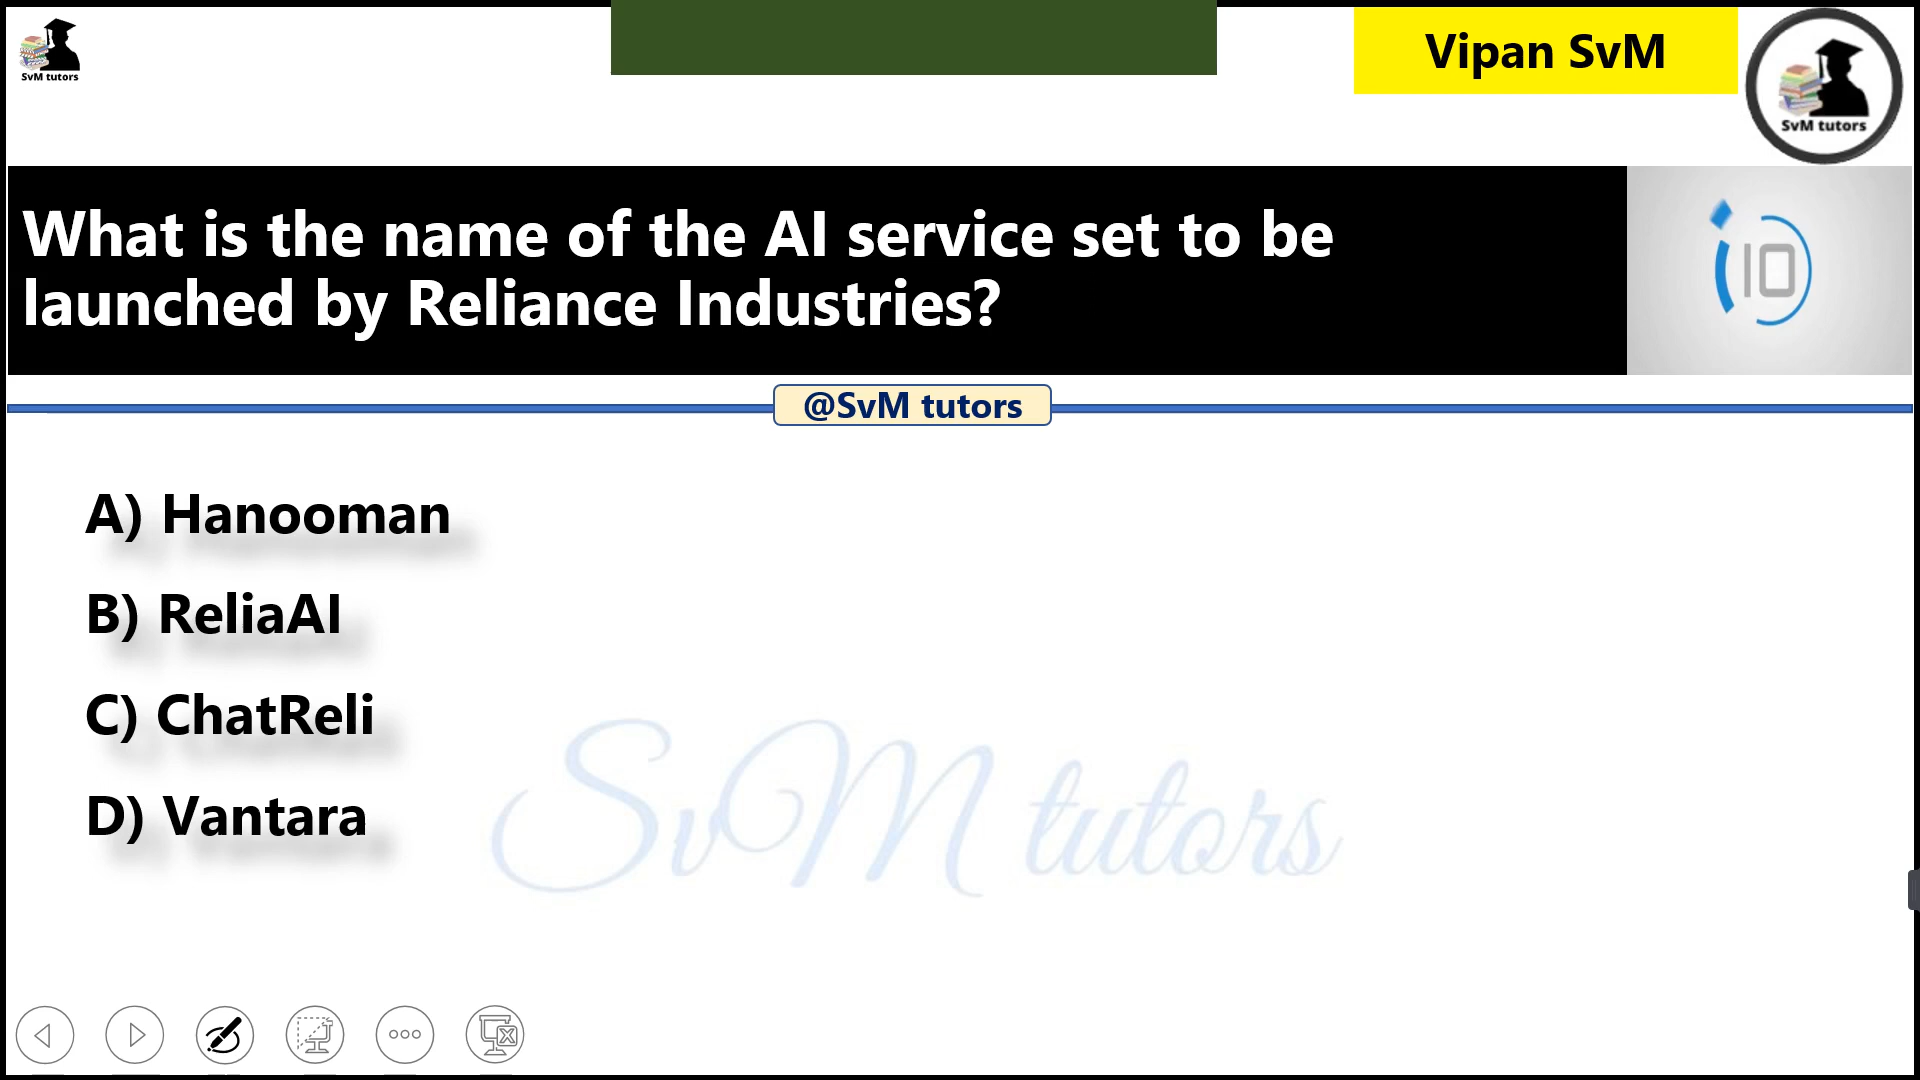 SvM tutors
Vipan SvM
SvM tutors
What is the name of the AI service set to be
launched by Reliance Industries?
10
@SvM tutors
A) Hanooman
B) ReliaAI
C) ChatReli
D) Vantara
SvM tutors